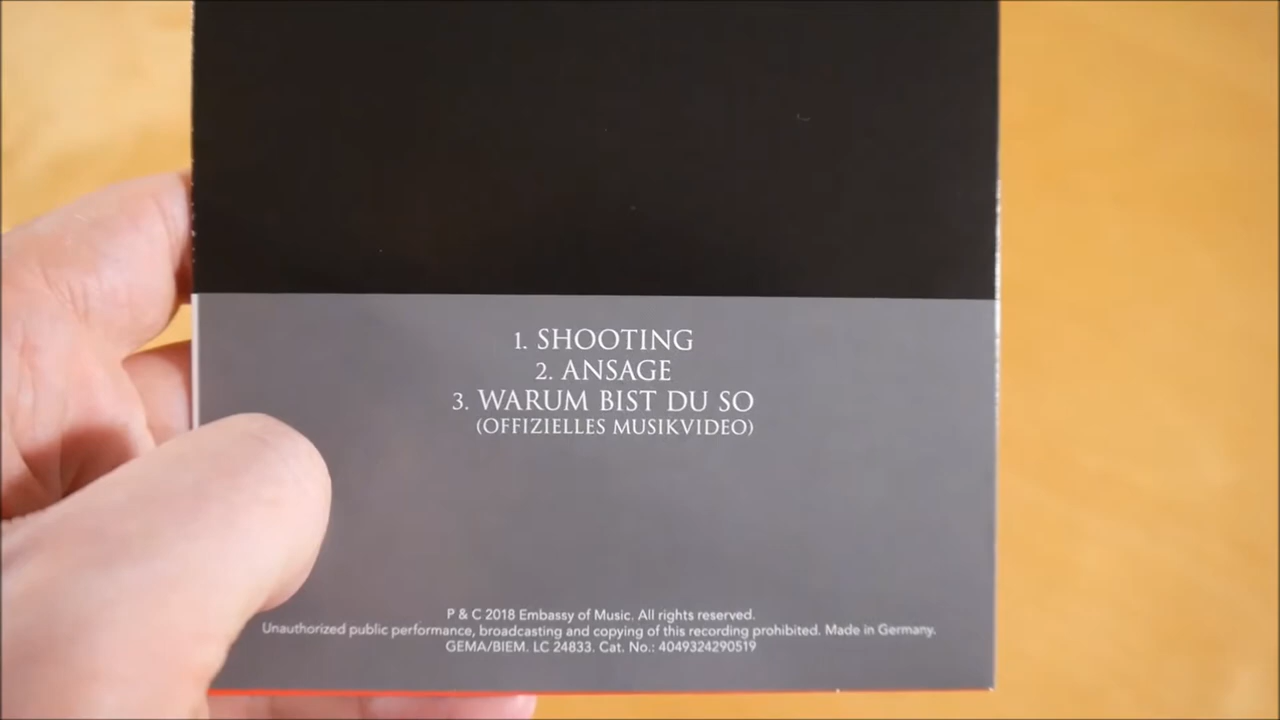 1. SHOOTING
2. ANSAGE
3. WARUM BIST DU SO
(OFFIZIELLES MUSIKVIDEO)
P & C 2018 Embassy of Music. All rights reserved.
Unauthorized public performance, broadcasting and copying of this recording prohibited. Made in Germany.
GEMA/BIEM. LC 24833. Cat. No.: 4049324290519